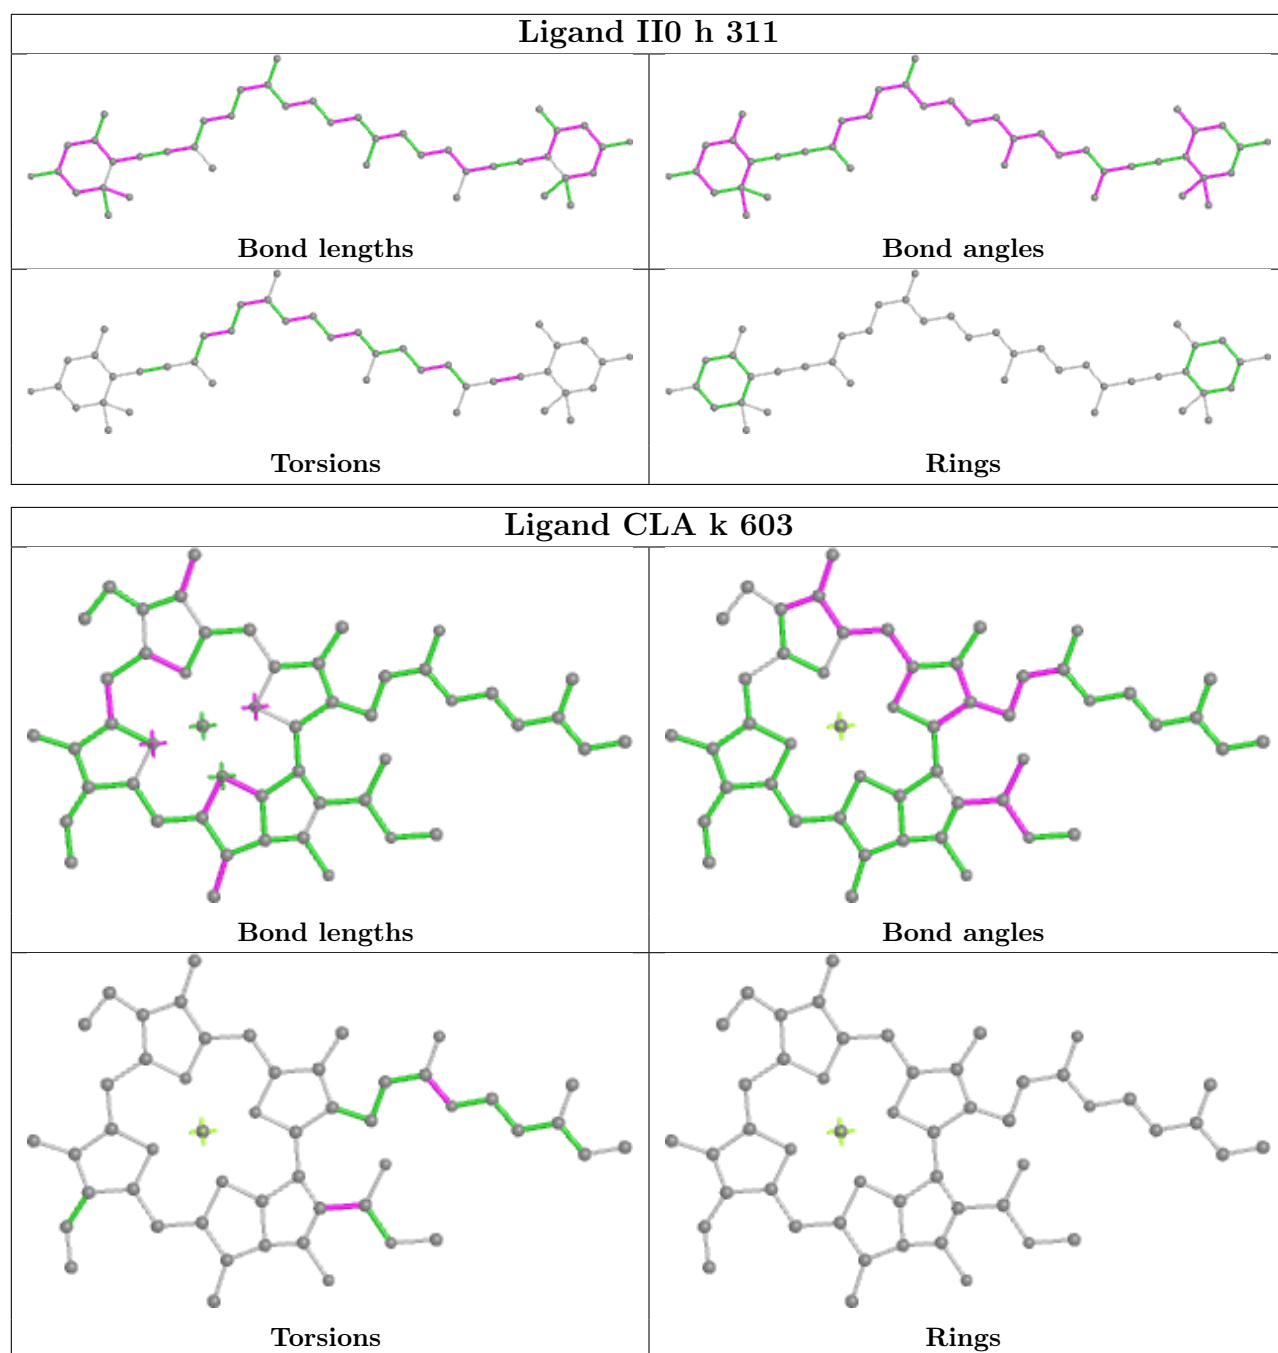 Ligand II0 h 311
Bond lengths
Bond angles
Torsions
Rings
Ligand CLA k 603
Bond lengths
Bond angles
Torsions
Rings